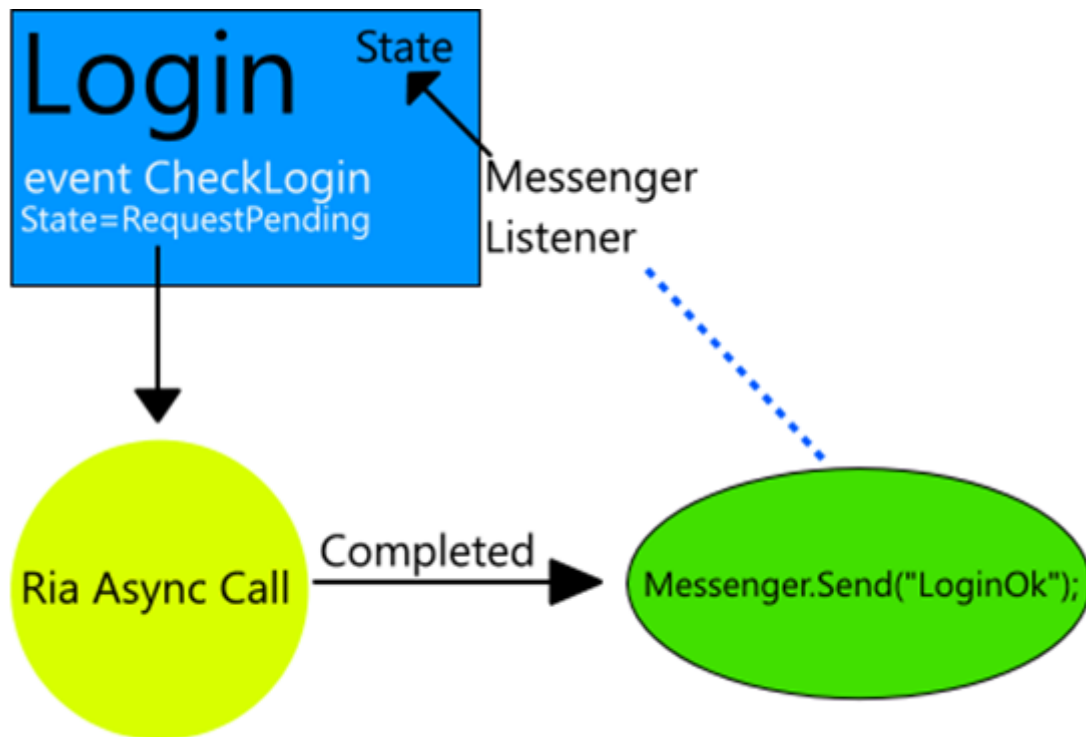 Login
State
event CheckLogin
State=RequestPending
Messenger
Listener
Completed
Ria Async Call
Messenger.Send("LoginOk");